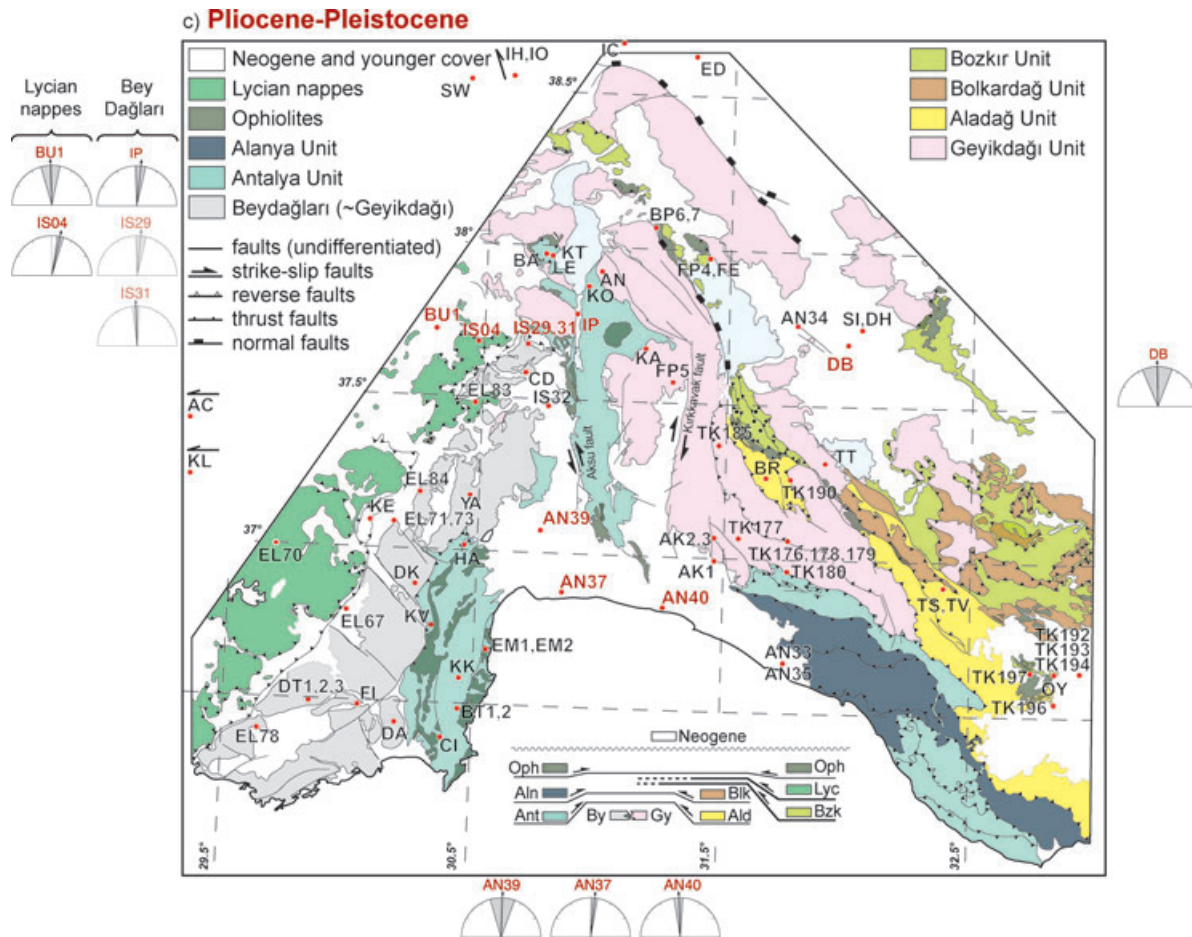 c) Pliocene-Pleistocene
Lycian
nappes
Bey
Dağları
BU1
IP
IS04
IS29
IS31
Neogene and younger cover
Lycian nappes
Ophiolites
Alanya Unit
Antalya Unit
Beydağları (~Geyikdağı)
faults (undifferentiated)
strike-slip faults
reverse faults
thrust faults
normal faults
Bozkır Unit
Bolkardağ Unit
Aladağ Unit
Geyikdağı Unit
IH,IO
SW
IC
ED
38.5°
38°
37.5°
37°
BA
KT
LE
AN
KO
BP6,7
FP4,FE
BU1
IS04
IS29,31
IP
AN34
SI,DH
DB
KA
FP5
CD
EL83
IS32
AC
KL
Aksu fault
Kırkkavak fault
TK185
BR
TT
TK190
EL84
YA
KE
EL71,73
AN39
EL70
HA
AK2,3
TK177
TK176,178,179
AK1
TK180
DK
AN37
AN40
TS,TV
EL67
KV
EM1,EM2
AN33
AN35
TK192
TK193
TK194
TK197
OY
TK196
KK
DT1,2,3
FI
BT1,2
EL78
DA
CI
Neogene
Oph
Oph
Aln
Blk
Lyc
Ant
By
Gy
Ald
Bzk
29.5°
30.5°
31.5°
32.5°
DB
AN39
AN37
AN40